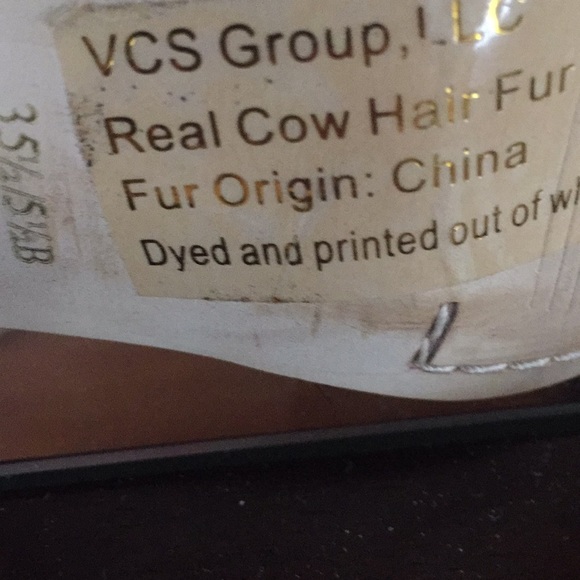 VCS Group, LLC
Real Cow Hair Fur
Fur Origin: China
Dyed and printed out of